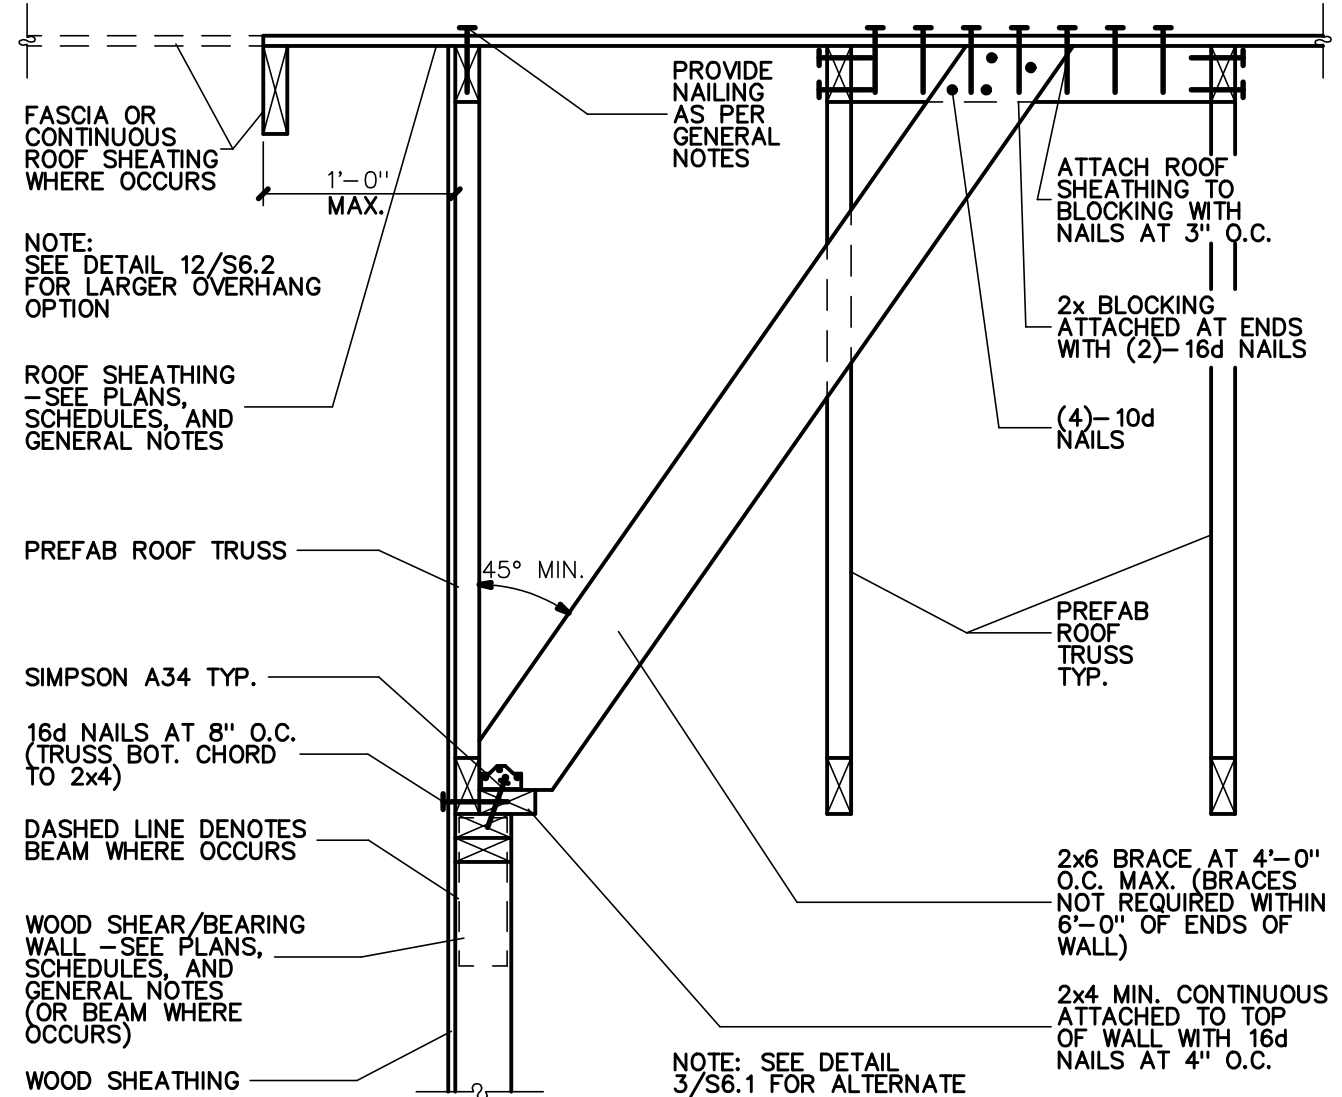 FASCIA OR
CONTINUOUS
ROOF SHEATING
WHERE OCCURS
1'-0"
MAX.
NOTE:
SEE DETAIL 12/S6.2
FOR LARGER OVERHANG
OPTION
ROOF SHEATHING
-SEE PLANS,
SCHEDULES, AND
GENERAL NOTES
PREFAB ROOF TRUSS
45° MIN.
SIMPSON A34 TYP.
16d NAILS AT 8" O.C.
(TRUSS BOT. CHORD
TO 2x4)
DASHED LINE DENOTES
BEAM WHERE OCCURS
WOOD SHEAR/BEARING
WALL -SEE PLANS,
SCHEDULES, AND
GENERAL NOTES
(OR BEAM WHERE
OCCURS)
WOOD SHEATHING
PROVIDE
NAILING
AS PER
GENERAL
NOTES
ATTACH ROOF
SHEATHING TO
BLOCKING WITH
NAILS AT 3" O.C.
2x BLOCKING
ATTACHED AT ENDS
WITH (2)-16d NAILS
(4)-10d
NAILS
PREFAB
ROOF
TRUSS
TYP.
2x6 BRACE AT 4'-0"
O.C. MAX. (BRACES
NOT REQUIRED WITHIN
6'-0" OF ENDS OF
WALL)
2x4 MIN. CONTINUOUS
ATTACHED TO TOP
OF WALL WITH 16d
NAILS AT 4" O.C.
NOTE: SEE DETAIL
3/S6.1 FOR ALTERNATE